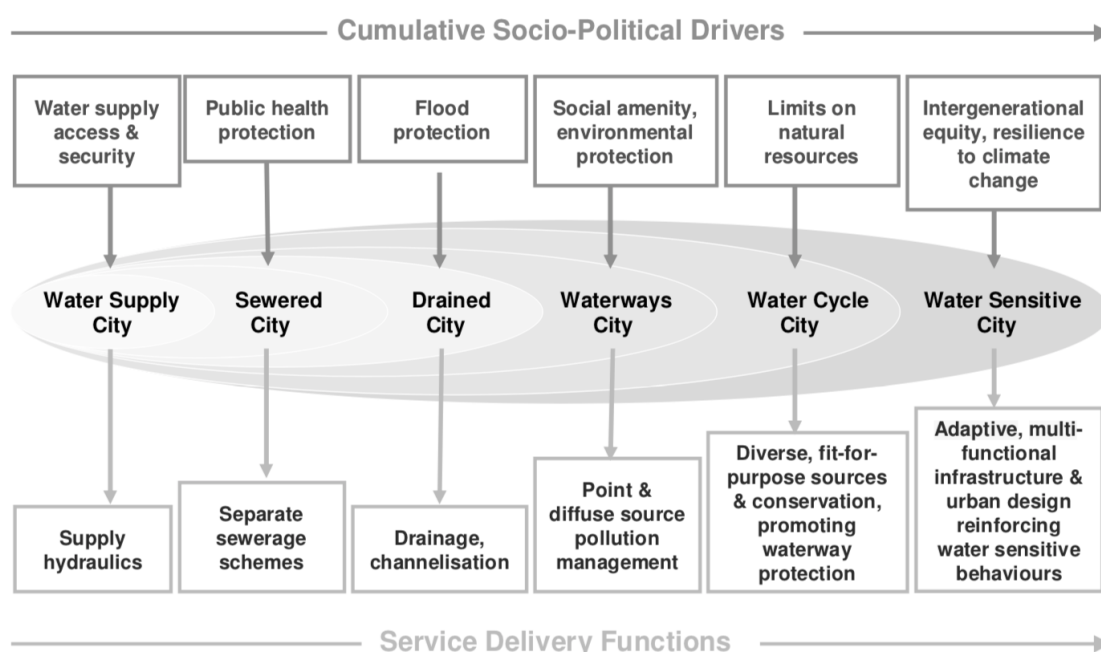 Cumulative Socio-Political Drivers
Water supply
access &
security
Public health
protection
Flood
protection
Social amenity,
environmental
protection
Limits on
natural
resources
Intergenerational
equity, resilience
to climate
change
Water Supply
City
Sewered
City
Drained
City
Waterways
City
Water Cycle
City
Water Sensitive
City
Supply
hydraulics
Separate
sewerage
schemes
Drainage,
channelisation
Point &
diffuse source
pollution
management
Diverse, fit-for-
purpose sources
& conservation,
promoting
waterway
protection
Adaptive, multi-
functional
infrastructure &
urban design
reinforcing
water sensitive
behaviours
Service Delivery Functions